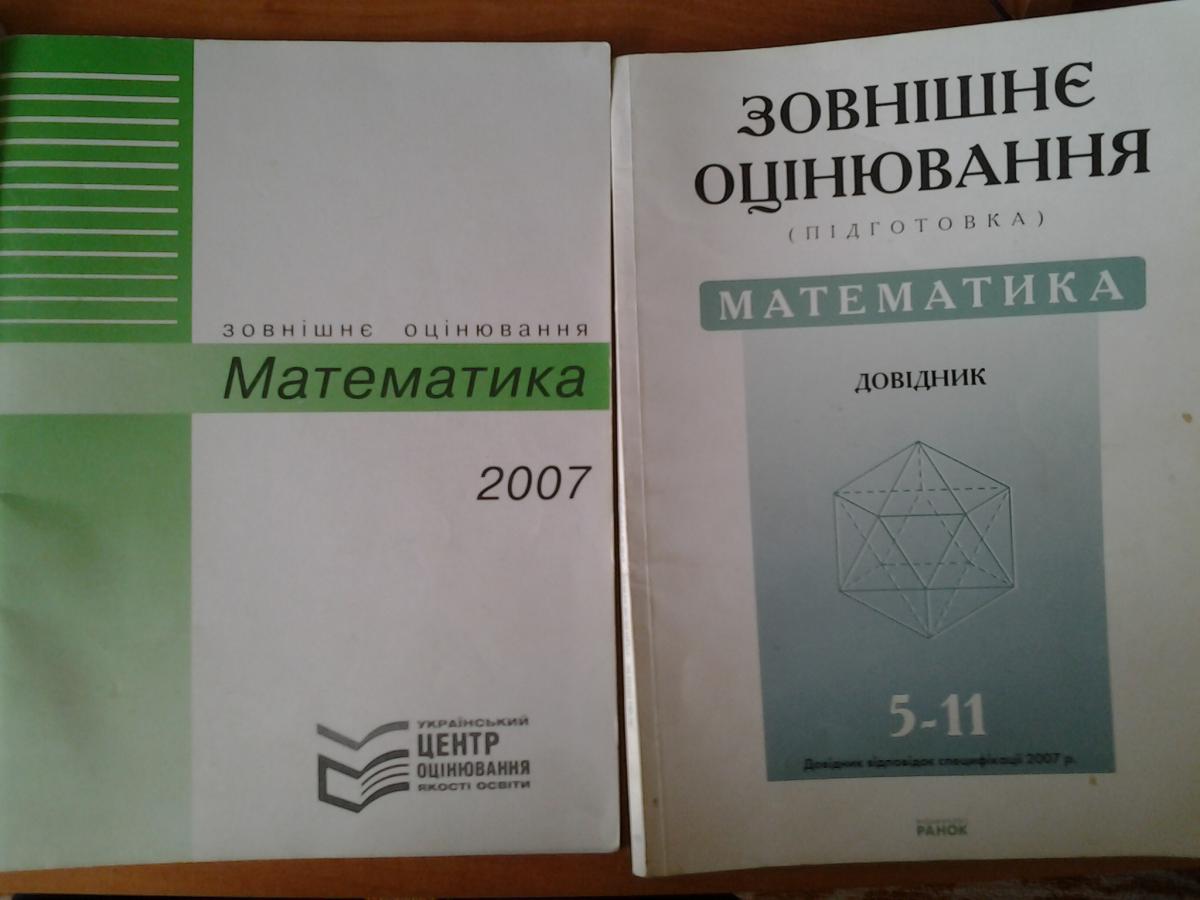 зовнішнє оцінювання
Математика
2007
УКРАЇНСЬКИЙ
ЦЕНТР
ОЦІНЮВАННЯ
ЯКОСТІ ОСВІТИ
ЗОВНІШНЄ
ОЦІНЮВАННЯ
(ПІДГОТОВКА)
МАТЕМАТИКА
ДОВІДНИК
5-11
Довідник відповідає специфікації 2007 р.
ВИДАВНИЦТВО
РАНОК